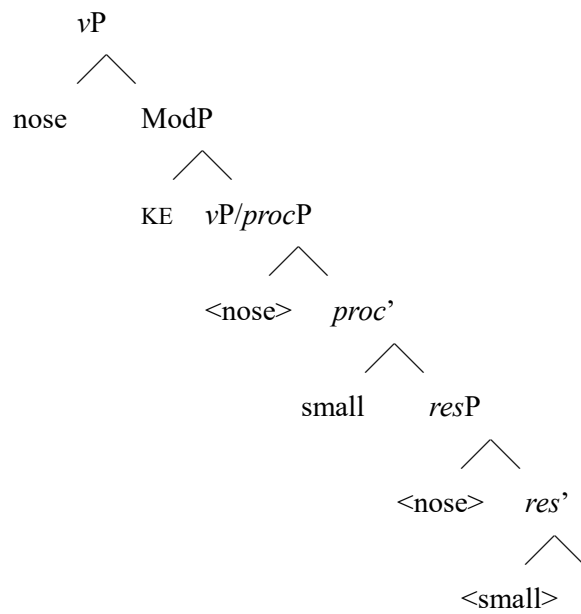 vP
nose ModP
KE vP/procP
<nose> proc’
small resP
<nose> res’
<small>